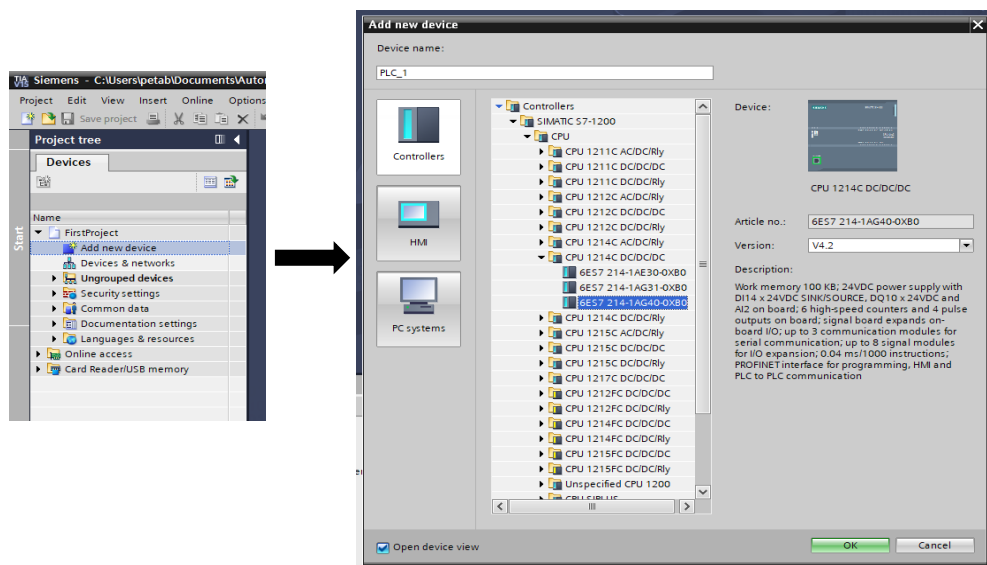 TIA V15 Siemens - C:\Users\petab\Documents\Autor
Project Edit View Insert Online Options
Save project
Project tree
Devices
Name
FirstProject
Add new device
Devices & networks
Ungrouped devices
Security settings
Common data
Documentation settings
Languages & resources
Online access
Card Reader/USB memory
Start
Add new device
Device name:
PLC_1
Controllers
HMI
PC systems
Controllers
SIMATIC S7-1200
CPU
CPU 1211C AC/DC/Rly
CPU 1211C DC/DC/DC
CPU 1211C DC/DC/Rly
CPU 1212C AC/DC/Rly
CPU 1212C DC/DC/DC
CPU 1212C DC/DC/Rly
CPU 1214C AC/DC/Rly
CPU 1214C DC/DC/DC
6ES7 214-1AE30-0XB0
6ES7 214-1AG31-0XB0
6ES7 214-1AG40-0XB0
CPU 1214C DC/DC/Rly
CPU 1215C AC/DC/Rly
CPU 1215C DC/DC/DC
CPU 1215C DC/DC/Rly
CPU 1217C DC/DC/DC
CPU 1212FC DC/DC/DC
CPU 1212FC DC/DC/Rly
CPU 1214FC DC/DC/DC
CPU 1214FC DC/DC/Rly
CPU 1215FC DC/DC/DC
CPU 1215FC DC/DC/Rly
Unspecified CPU 1200
CPU SIPLUS
Device:
CPU 1214C DC/DC/DC
Article no.: 6ES7 214-1AG40-0XB0
Version: V4.2
Description:
Work memory 100 KB; 24VDC power supply with
DI14 x 24VDC SINK/SOURCE, DQ10 x 24VDC and
AI2 on board; 6 high-speed counters and 4 pulse
outputs on board; signal board expands on-
board I/O; up to 3 communication modules for
serial communication; up to 8 signal modules
for I/O expansion; 0.04 ms/1000 instructions;
PROFINET interface for programming, HMI and
PLC to PLC communication
Open device view
OK Cancel